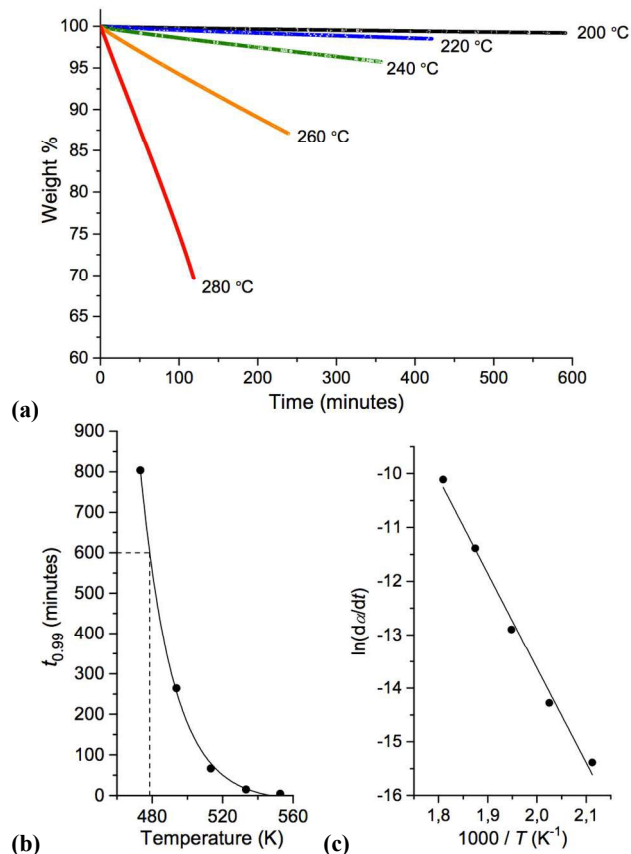 100
95
90
85
80
75
70
65
60
Weight %
200 °C
220 °C
240 °C
260 °C
280 °C
0 100 200 300 400 500 600
Time (minutes)
(a)
900
800
700
600
500
400
300
200
100
0
t0.99 (minutes)
480 520 560
Temperature (K)
(b)
-10
-11
-12
-13
-14
-15
-16
ln(dα/dt)
1,8 1,9 2,0 2,1
1000 / T (K-1)
(c)